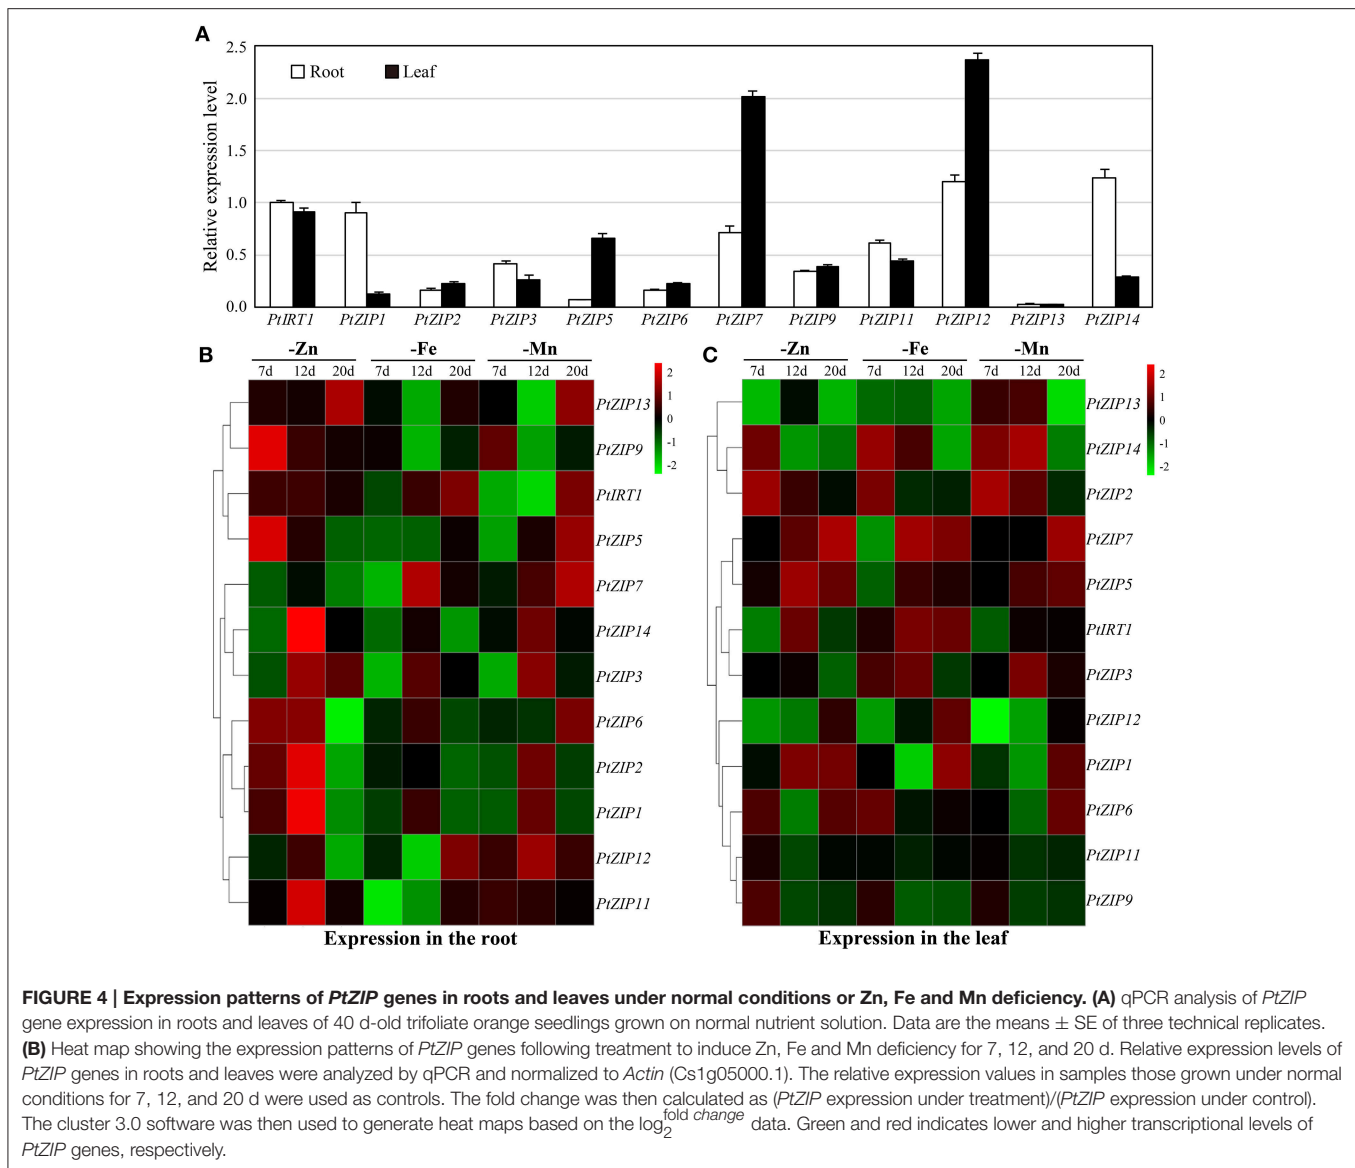 A
2.5
2.0
1.5
1.0
0.5
0.0
Relative expression level
Root Leaf
PtIRT1 PtZIP1 PtZIP2 PtZIP3 PtZIP5 PtZIP6 PtZIP7 PtZIP9 PtZIP11 PtZIP12 PtZIP13 PtZIP14
B
-Zn -Fe -Mn
7d 12d 20d 7d 12d 20d 7d 12d 20d
2
1
0
-1
-2
PtZIP13
PtZIP9
PtIRT1
PtZIP5
PtZIP7
PtZIP14
PtZIP3
PtZIP6
PtZIP2
PtZIP1
PtZIP12
PtZIP11
Expression in the root
C
-Zn -Fe -Mn
7d 12d 20d 7d 12d 20d 7d 12d 20d
2
1
0
-1
-2
PtZIP13
PtZIP14
PtZIP2
PtZIP7
PtZIP5
PtIRT1
PtZIP3
PtZIP12
PtZIP1
PtZIP6
PtZIP11
PtZIP9
Expression in the leaf
FIGURE 4 | Expression patterns of PtZIP genes in roots and leaves under normal conditions or Zn, Fe and Mn deficiency. (A) qPCR analysis of PtZIP
gene expression in roots and leaves of 40 d-old trifoliate orange seedlings grown on normal nutrient solution. Data are the means ± SE of three technical replicates.
(B) Heat map showing the expression patterns of PtZIP genes following treatment to induce Zn, Fe and Mn deficiency for 7, 12, and 20 d. Relative expression levels of
PtZIP genes in roots and leaves were analyzed by qPCR and normalized to Actin (Cs1g05000.1). The relative expression values in samples those grown under normal
conditions for 7, 12, and 20 d were used as controls. The fold change was then calculated as (PtZIP expression under treatment)/(PtZIP expression under control).
The cluster 3.0 software was then used to generate heat maps based on the log2 fold change data. Green and red indicates lower and higher transcriptional levels of
PtZIP genes, respectively.